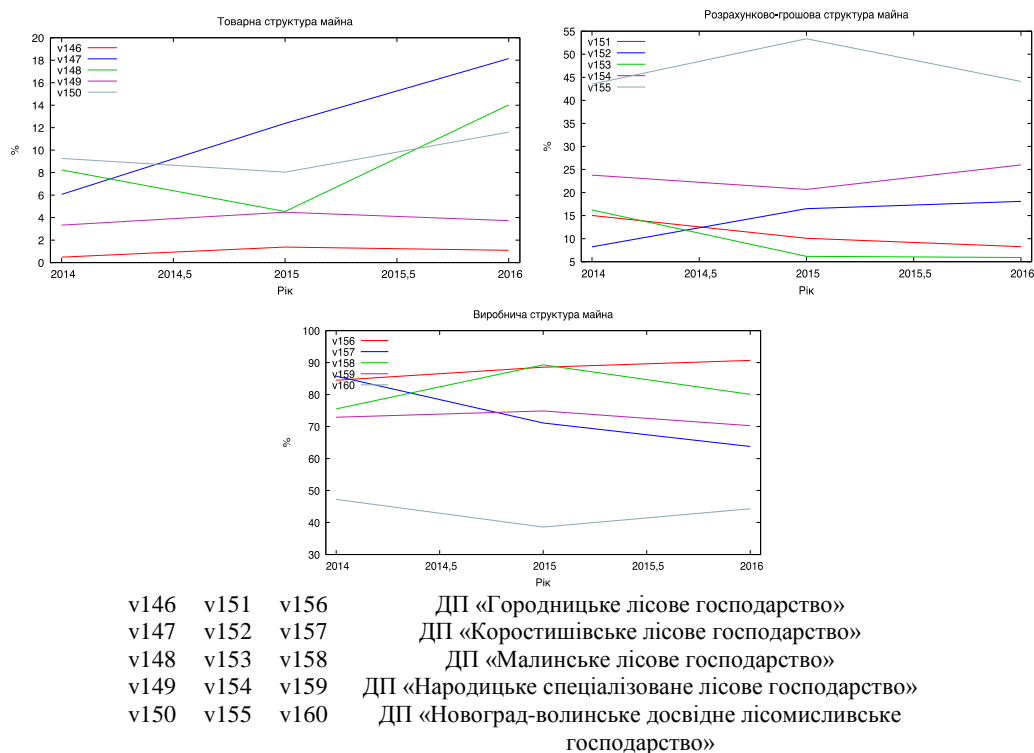 Товарна структура майна
20
18
16
14
12
10
8
6
4
2
0
%
v146
v147
v148
v149
v150
2014 2014,5 2015 2015,5 2016
Рік
Розрахунково-грошова структура майна
55
50
45
40
35
30
25
20
15
10
5
%
v151
v152
v153
v154
v155
2014 2014,5 2015 2015,5 2016
Рік
Виробнича структура майна
100
90
80
70
60
50
40
30
%
v156
v157
v158
v159
v160
2014 2014,5 2015 2015,5 2016
Рік
v146 v151 v156 ДП «Городницьке лісове господарство»
v147 v152 v157 ДП «Коростишівське лісове господарство»
v148 v153 v158 ДП «Малинське лісове господарство»
v149 v154 v159 ДП «Народицьке спеціалізоване лісове господарство»
v150 v155 v160 ДП «Новоград-волинське досвідне лісомисливське
господарство»